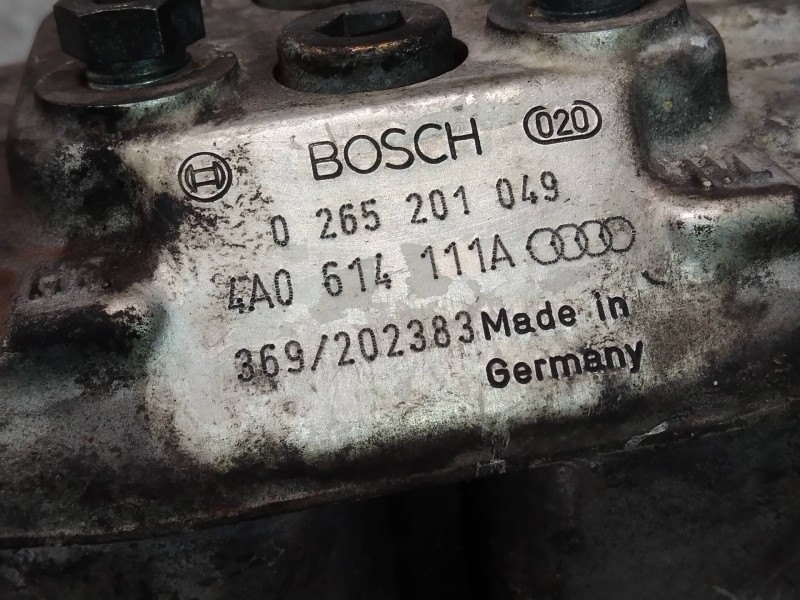 BOSCH 020
0 265 201 049
4A0 614 111A
369/202383 Made in
Germany